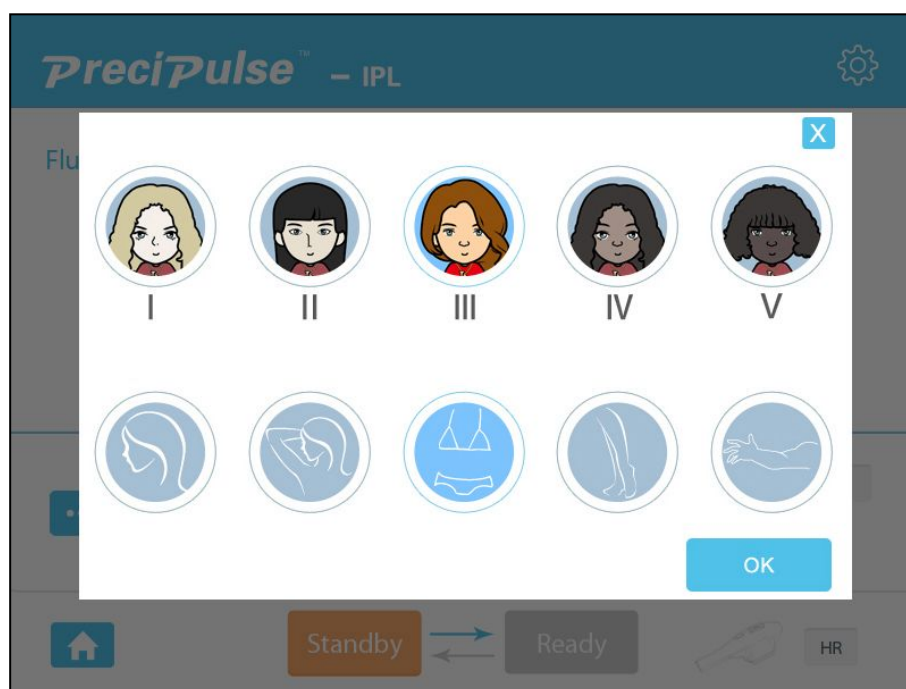 PreciPulse™ – IPL
X
Flu
I II III IV V
OK
Standby Ready HR